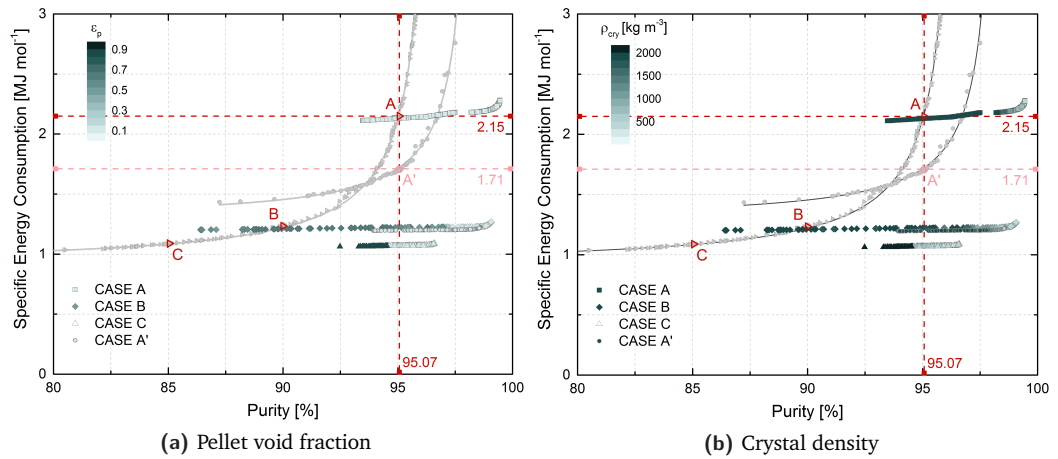 3
2
1
0
Specific Energy Consumption [MJ mol⁻¹]
εₚ
0.9
0.7
0.5
0.3
0.1
A
2.15
A'
1.71
B
C
CASE A
CASE B
CASE C
CASE A'
95.07
80 85 90 95 100
Purity [%]
(a) Pellet void fraction
3
2
1
0
Specific Energy Consumption [MJ mol⁻¹]
ρcry [kg m⁻³]
2000
1500
1000
500
A
2.15
A'
1.71
B
C
CASE A
CASE B
CASE C
CASE A'
95.07
80 85 90 95 100
Purity [%]
(b) Crystal density